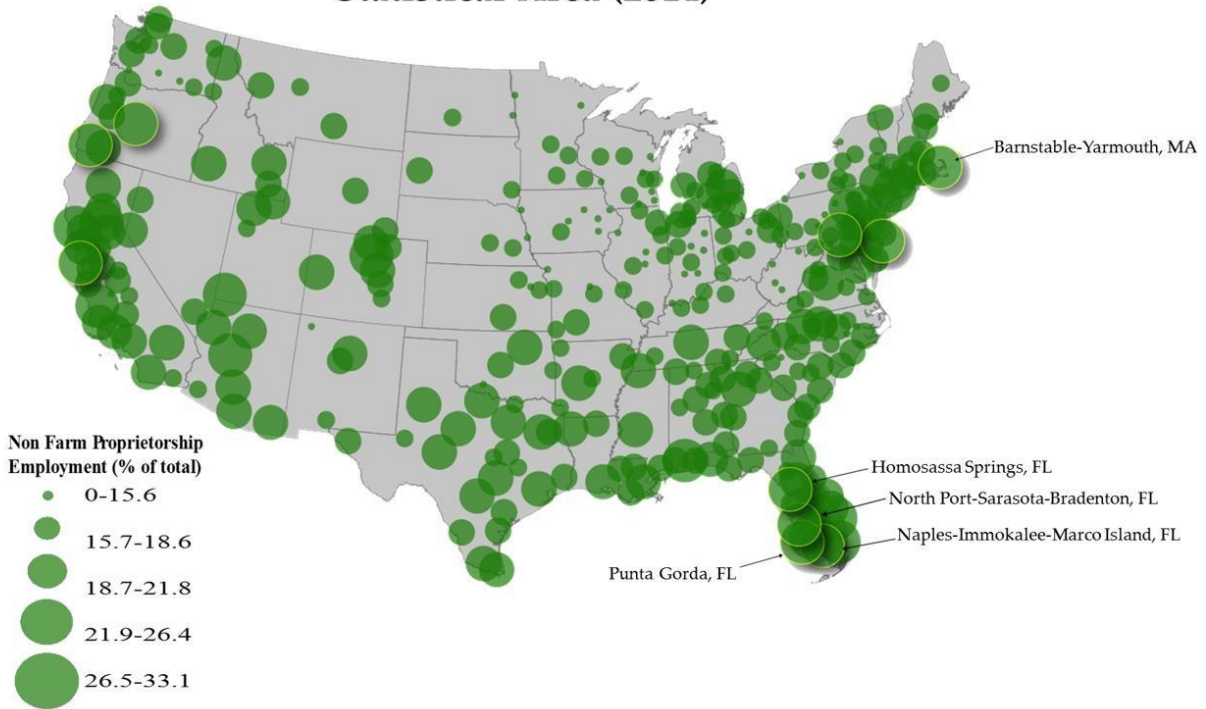 Barnstable-Yarmouth, MA
Non Farm Proprietorship
Employment (% of total)
0-15.6
15.7-18.6
18.7-21.8
21.9-26.4
26.5-33.1
Homosassa Springs, FL
North Port-Sarasota-Bradenton, FL
Naples-Immokalee-Marco Island, FL
Punta Gorda, FL